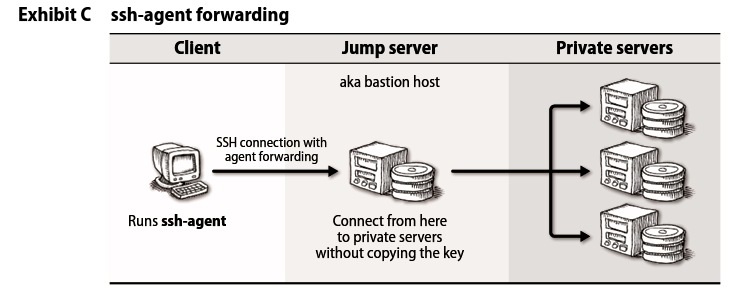 Exhibit C ssh-agent forwarding
Client
Jump server
Private servers
aka bastion host
SSH connection with
agent forwarding
Runs ssh-agent
Connect from here
to private servers
without copying the key